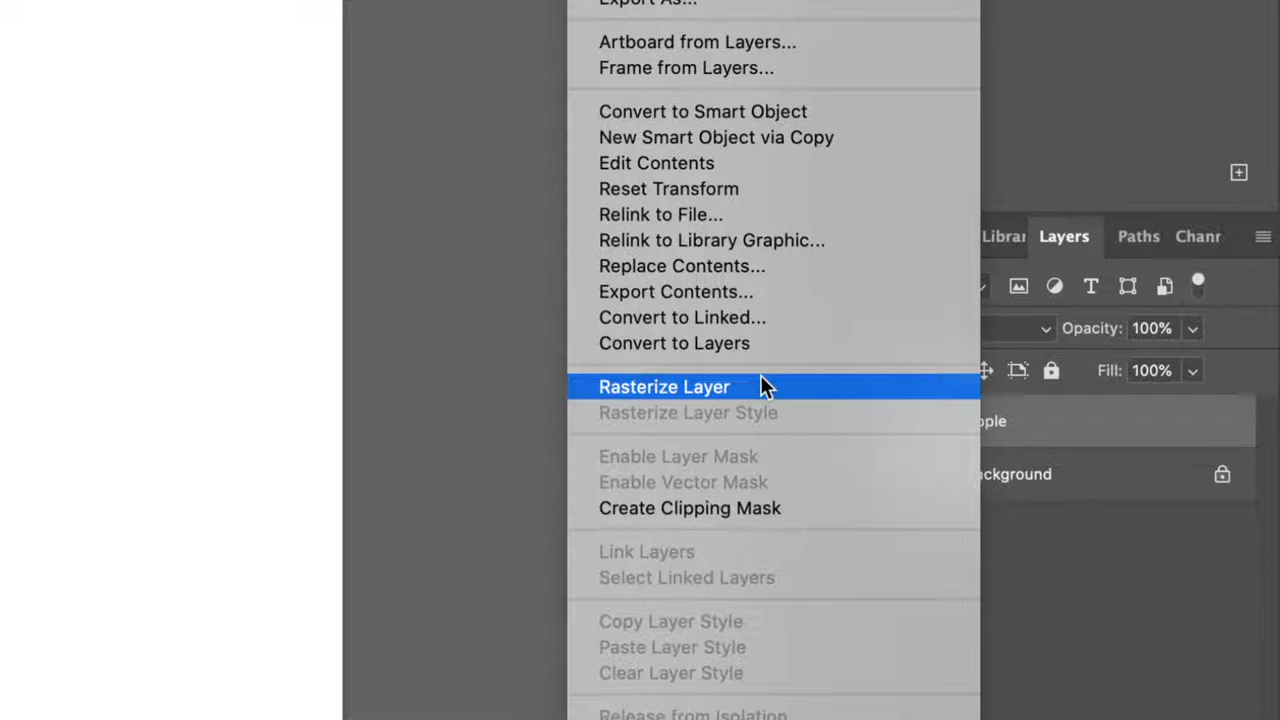 Export As...
Artboard from Layers...
Frame from Layers...
Convert to Smart Object
New Smart Object via Copy
Edit Contents
Reset Transform
Relink to File...
Relink to Library Graphic...
Replace Contents...
Export Contents...
Convert to Linked...
Convert to Layers
Rasterize Layer
Rasterize Layer Style
Enable Layer Mask
Enable Vector Mask
Create Clipping Mask
Link Layers
Select Linked Layers
Copy Layer Style
Paste Layer Style
Clear Layer Style
Release from Isolation
Layers Paths
Opacity: 100%
Fill: 100%